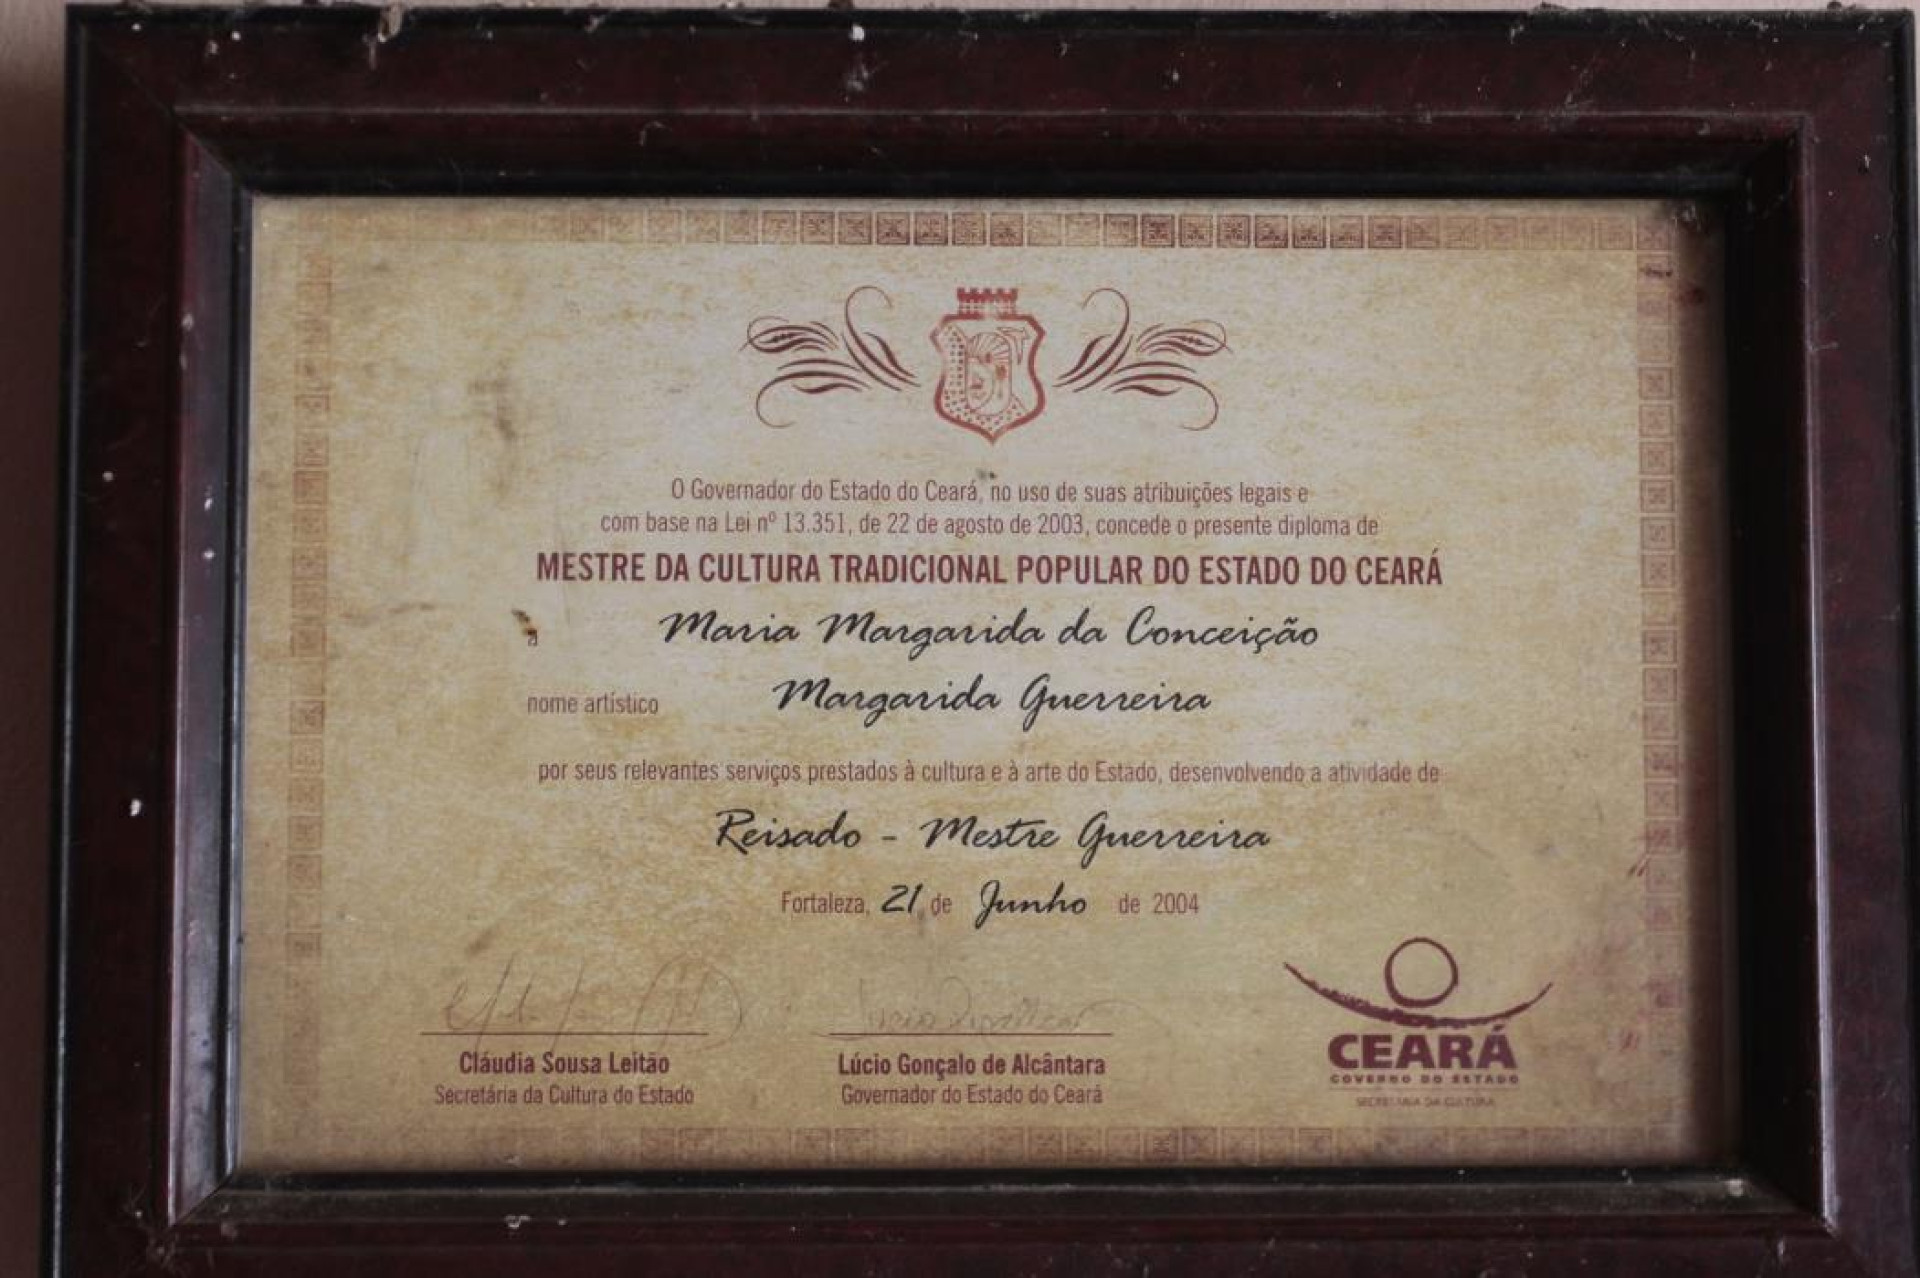 O Governador do Estado do Ceará, no uso de suas atribuições legais e
com base na Lei nº 13.351, de 22 de agosto de 2003, concede o presente diploma de
MESTRE DA CULTURA TRADICIONAL POPULAR DO ESTADO DO CEARÁ
a Maria Margarida da Conceição
nome artístico Margarida Guerreira
por seus relevantes serviços prestados à cultura e à arte do Estado, desenvolvendo a atividade de
Reisado - Mestre Guerreira
Fortaleza, 21 de Junho de 2004
Cláudia Sousa Leitão
Secretária da Cultura do Estado
Lúcio Gonçalo de Alcântara
Governador do Estado do Ceará
CEARÁ
GOVERNO DO ESTADO
SECRETARIA DA CULTURA